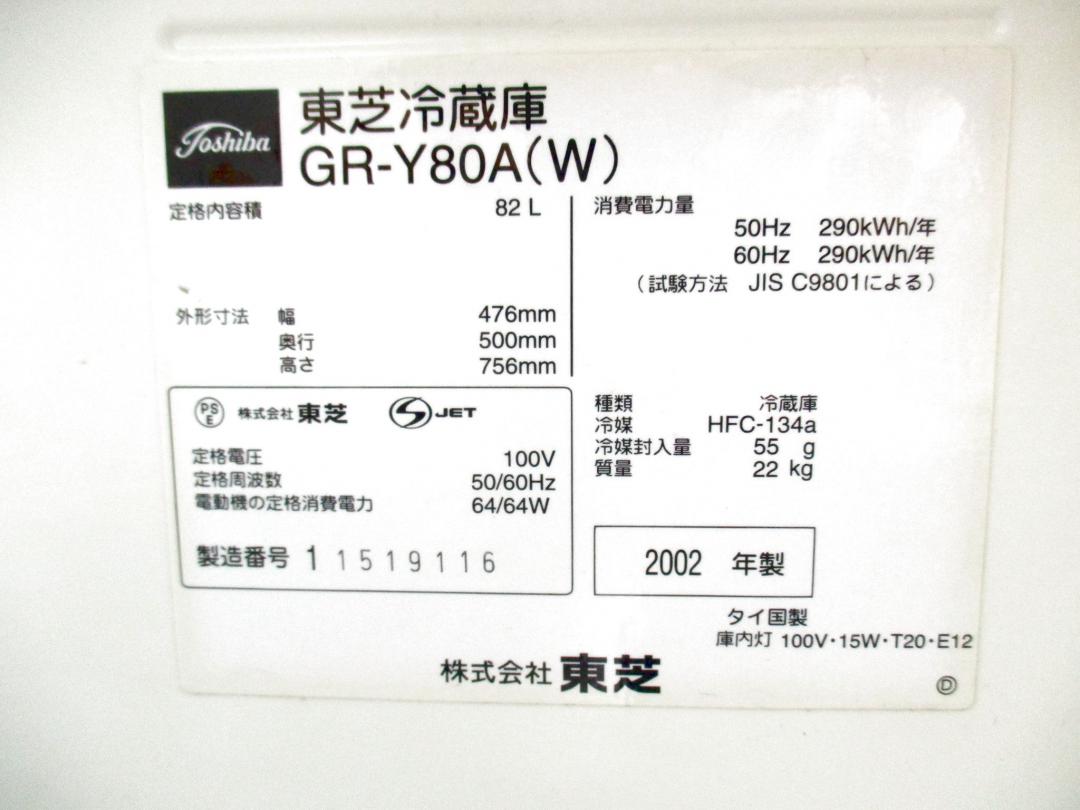 Toshiba
東芝冷蔵庫
GR-Y80A(W)
定格内容積 82 L
外形寸法 幅 476mm
奥行 500mm
高さ 756mm
消費電力量
50Hz 290kWh/年
60Hz 290kWh/年
(試験方法 JIS C9801による)
PSE 株式会社 東芝 S JET
定格電圧 100V
定格周波数 50/60Hz
電動機の定格消費電力 64/64W
製造番号 1 1519116
種類 冷蔵庫
冷媒 HFC-134a
冷媒封入量 55 g
質量 22 kg
2002 年製
タイ国製
庫内灯 100V・15W・T20・E12
株式会社 東芝
Ⓓ